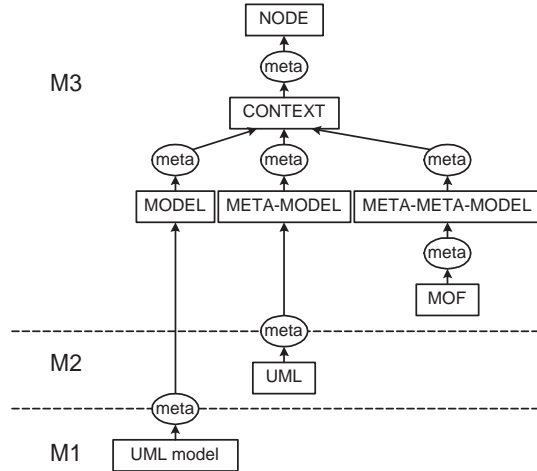 NODE
meta
M3
CONTEXT
meta
meta
meta
MODEL
META-MODEL
META-META-MODEL
meta
MOF
meta
M2
UML
meta
M1
UML model